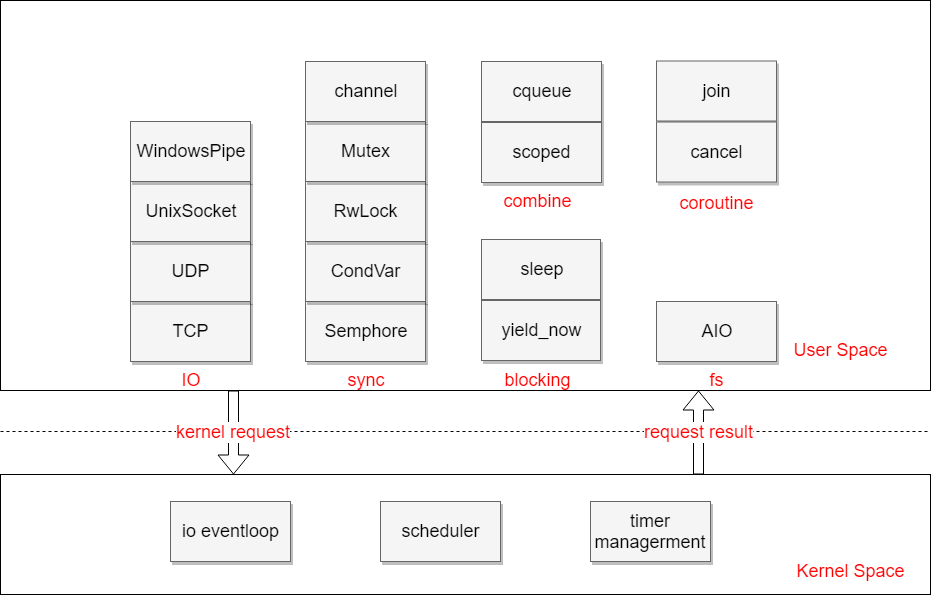 channel
Mutex
RwLock
CondVar
Semphore
sync
WindowsPipe
UnixSocket
UDP
TCP
IO
cqueue
scoped
combine
sleep
yield_now
blocking
join
cancel
coroutine
AIO
fs
User Space
kernel request
request result
io eventloop
scheduler
timer
managerment
Kernel Space